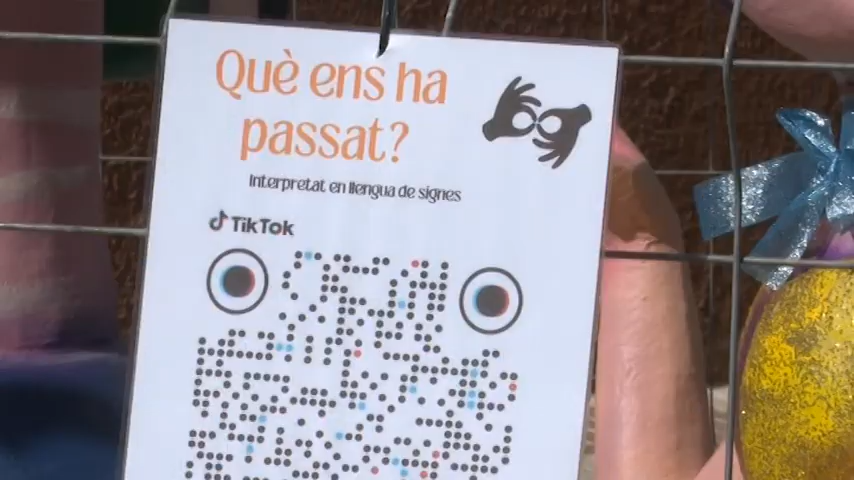 Què ens ha
passat?
Interpretat en llengua de signes
TikTok